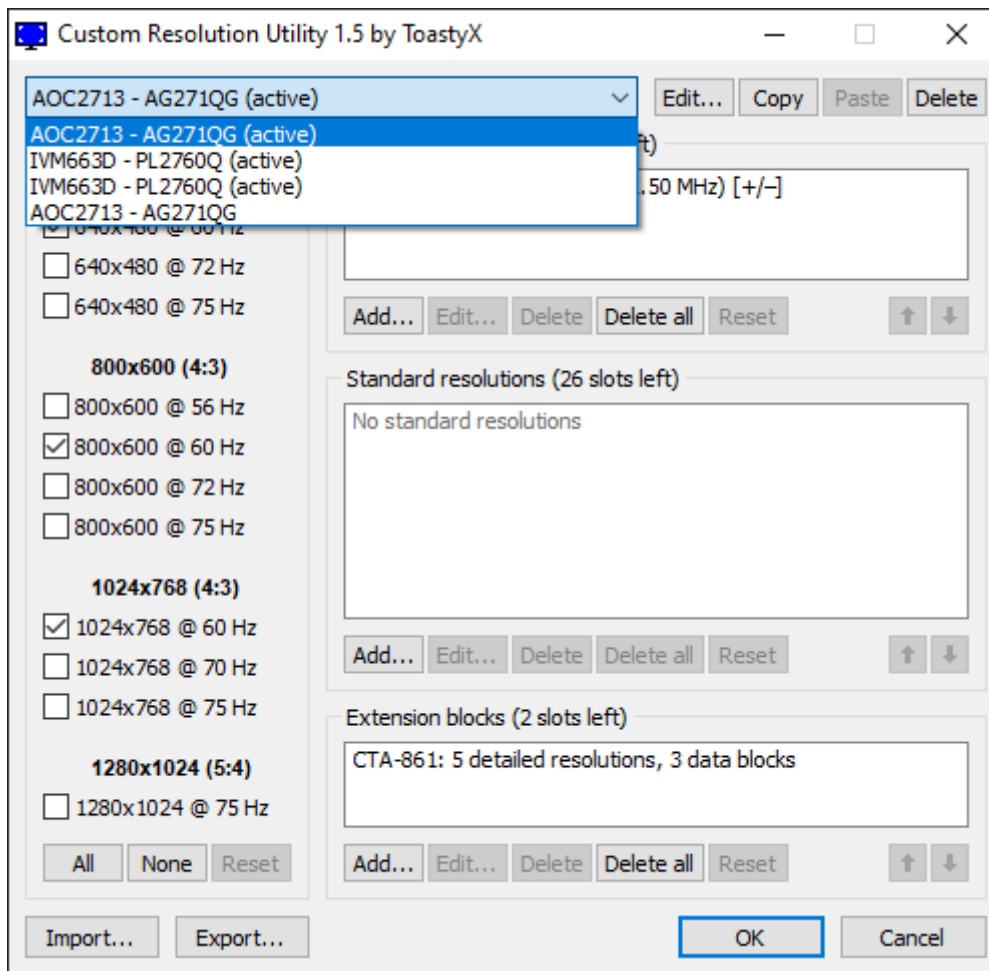 Custom Resolution Utility 1.5 by ToastyX
AOC2713 - AG271QG (active)
Edit...
Copy
Paste
Delete
AOC2713 - AG271QG (active)
IVM663D - PL2760Q (active)
IVM663D - PL2760Q (active)
AOC2713 - AG271QG
t)
.50 MHz) [+/–]
640x480 @ 60 Hz
640x480 @ 72 Hz
640x480 @ 75 Hz
800x600 (4:3)
800x600 @ 56 Hz
800x600 @ 60 Hz
800x600 @ 72 Hz
800x600 @ 75 Hz
1024x768 (4:3)
1024x768 @ 60 Hz
1024x768 @ 70 Hz
1024x768 @ 75 Hz
1280x1024 (5:4)
1280x1024 @ 75 Hz
All
None
Reset
Add...
Edit...
Delete
Delete all
Reset
Standard resolutions (26 slots left)
No standard resolutions
Add...
Edit...
Delete
Delete all
Reset
Extension blocks (2 slots left)
CTA-861: 5 detailed resolutions, 3 data blocks
Add...
Edit...
Delete
Delete all
Reset
Import...
Export...
OK
Cancel